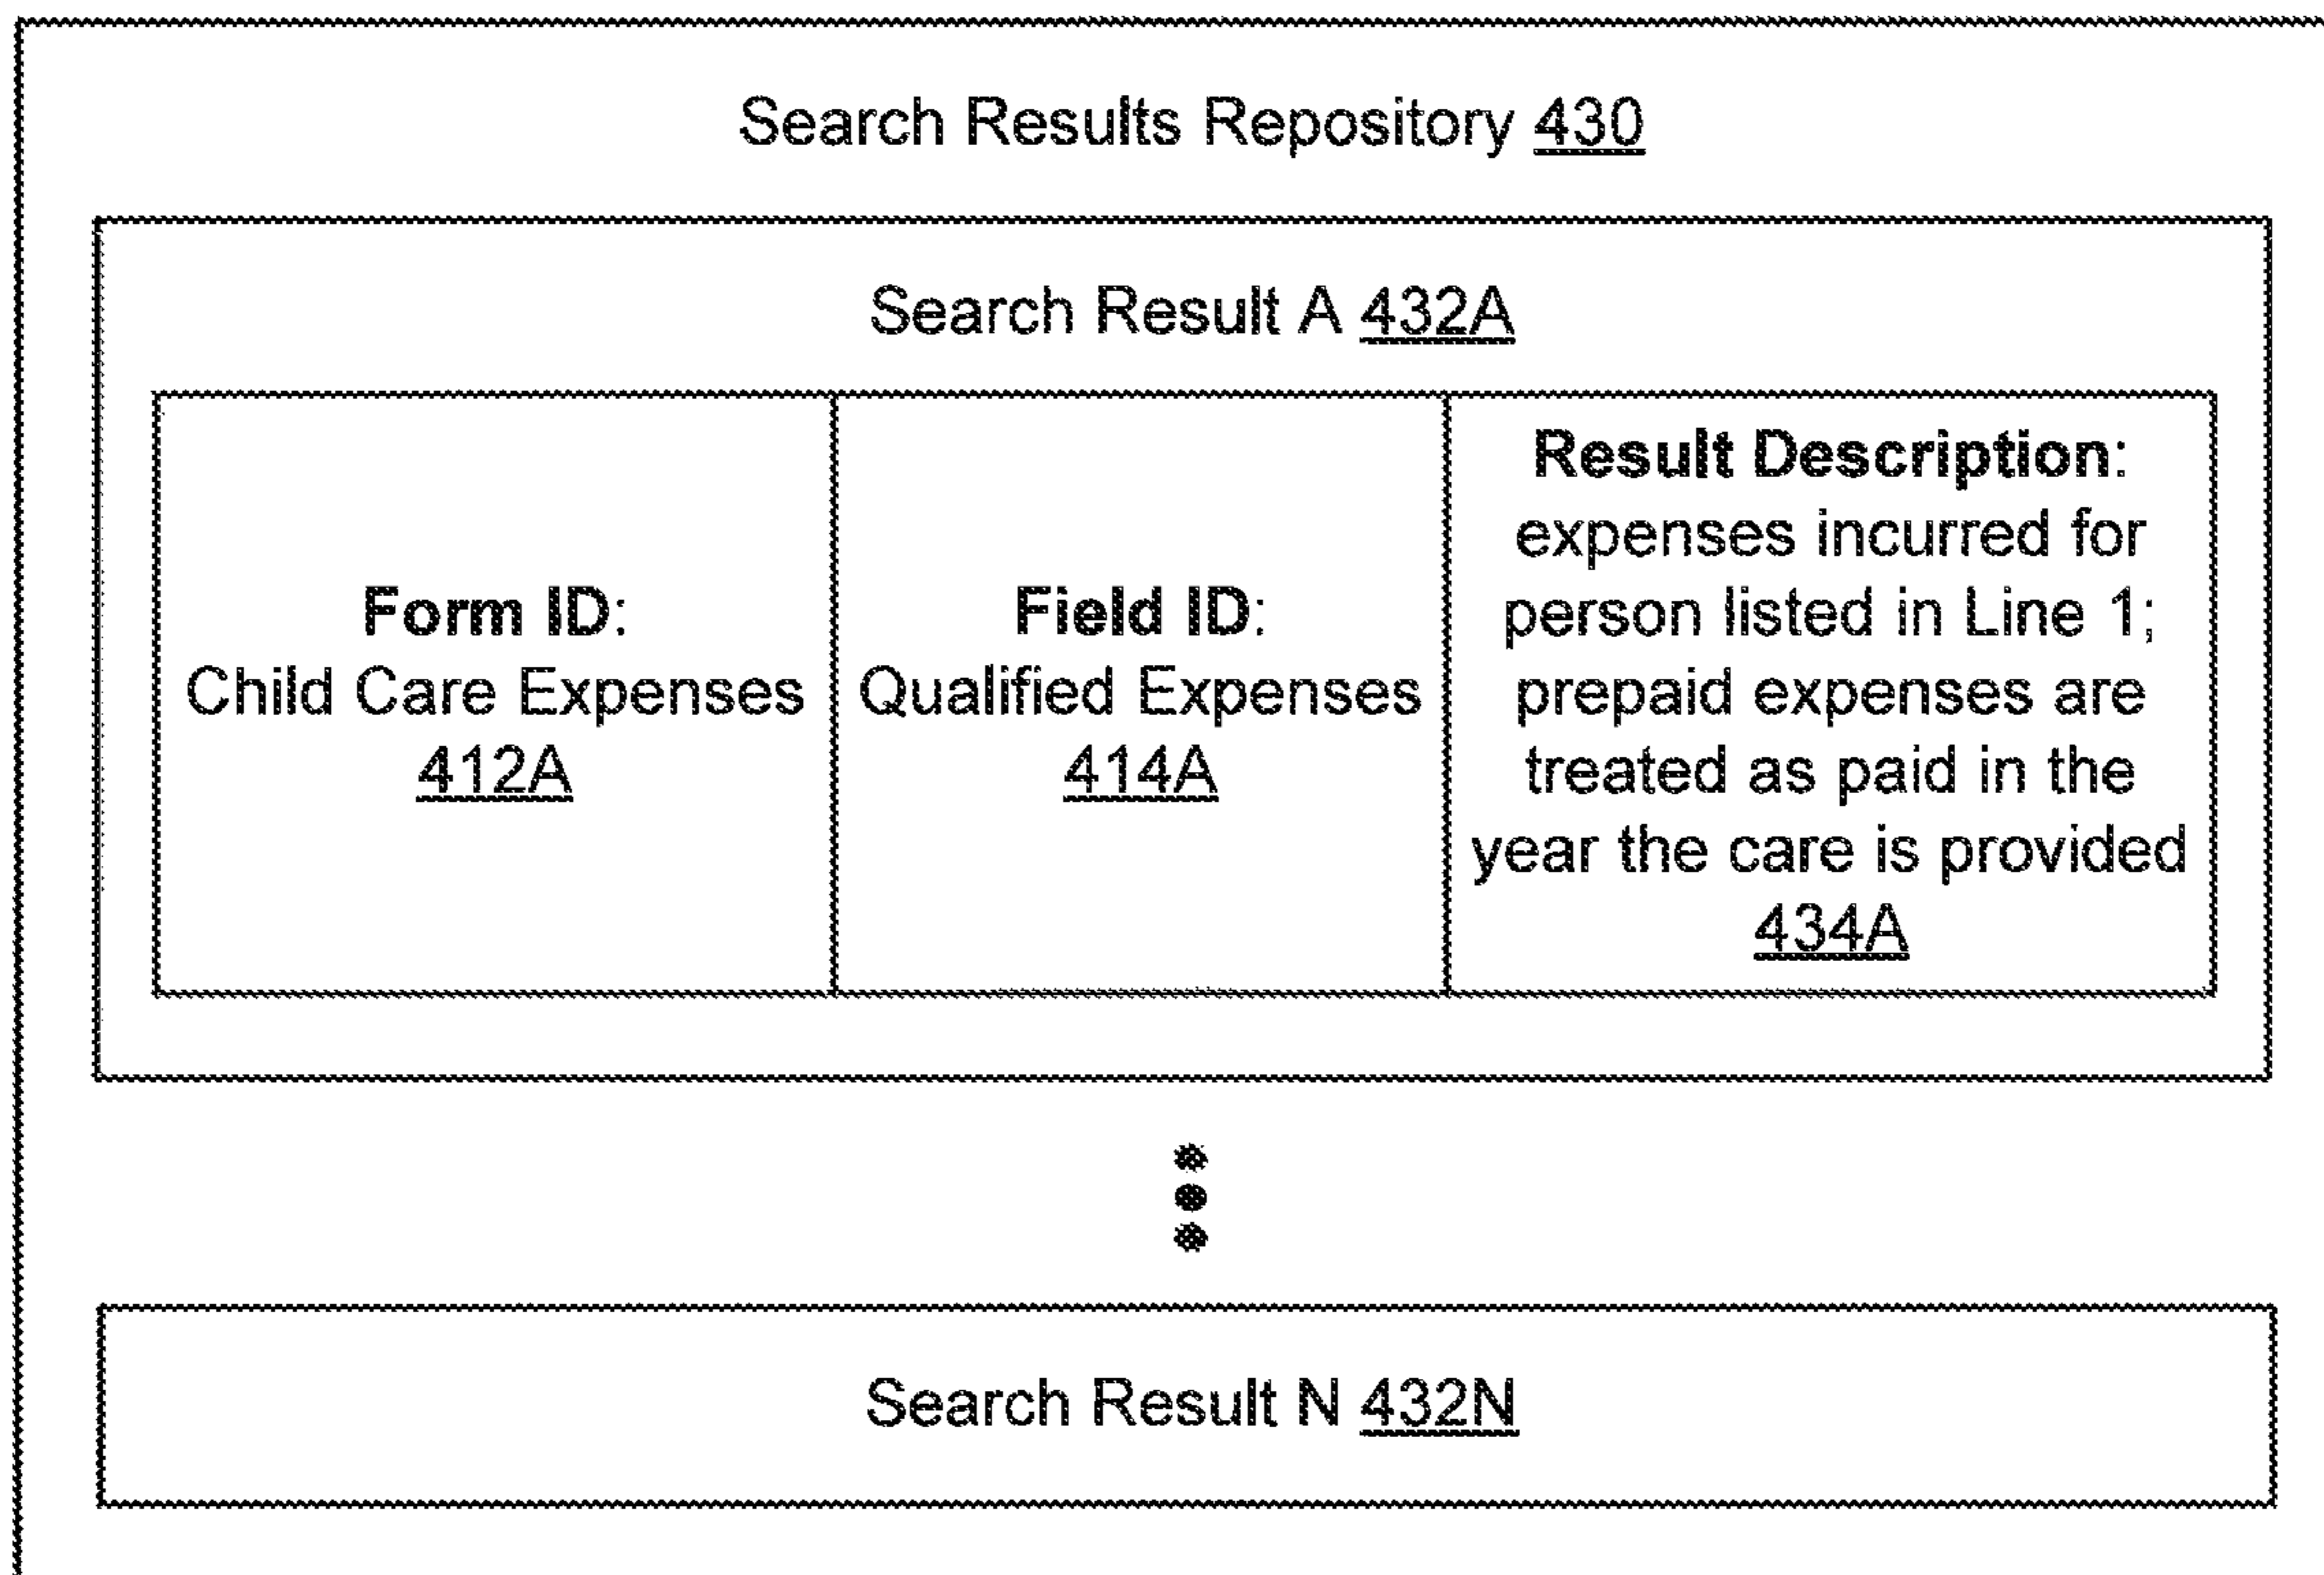 Search Results Repository 430
Search Result A 432A
Form ID:
Child Care Expenses
412A
Field ID:
Qualified Expenses
414A
Result Description:
expenses incurred for
person listed in Line 1;
prepaid expenses are
treated as paid in the
year the care is provided
434A
Search Result N 432N